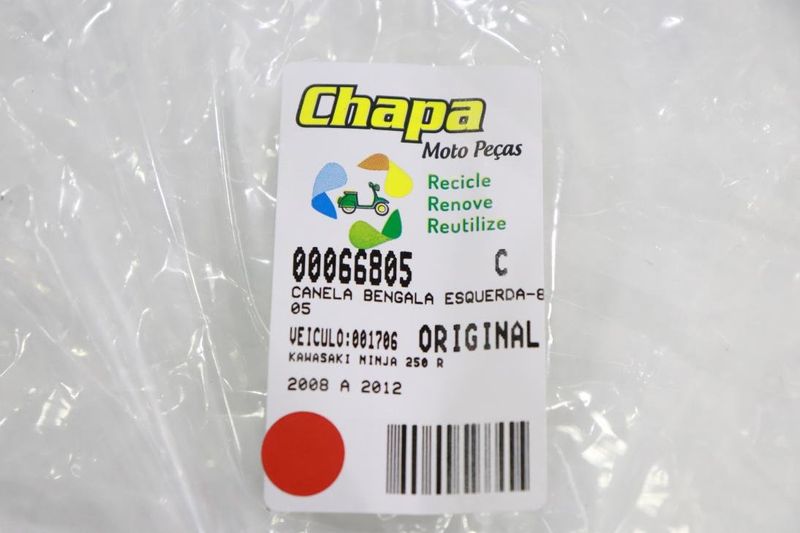 Chapa
Moto Peças
Recicle
Renove
Reutilize
00066805 C
CANELA BENGALA ESQUERDA-8
05
VEICULO:001706 ORIGINAL
KAWASAKI NINJA 250 R
2008 A 2012